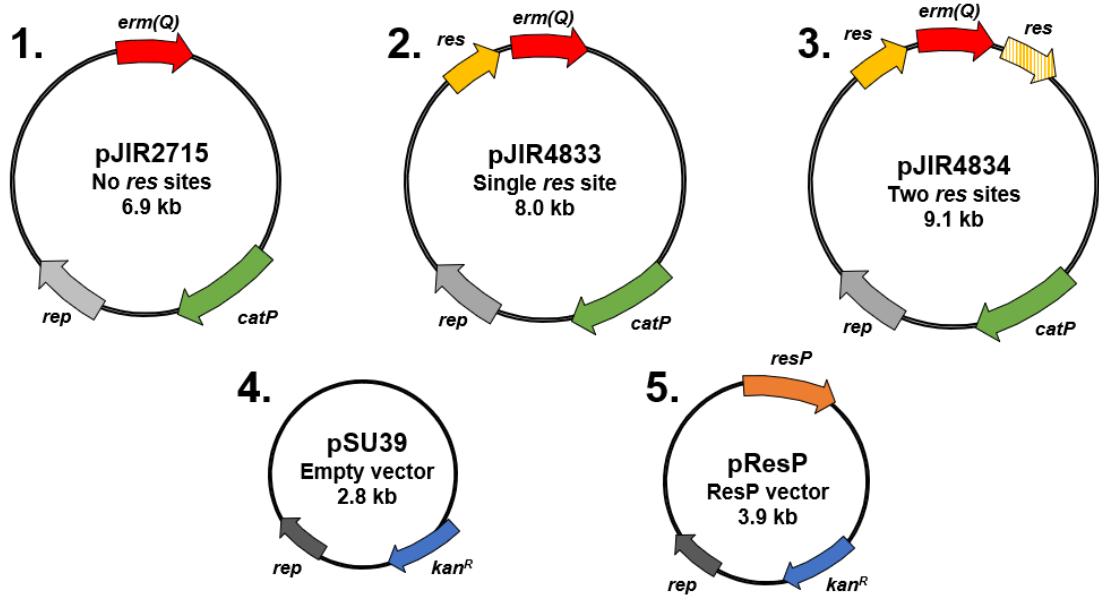 1.
erm(Q)
pJIR2715
No res sites
6.9 kb
rep
catP
2.
res
erm(Q)
pJIR4833
Single res site
8.0 kb
rep
catP
3.
res
erm(Q)
res
pJIR4834
Two res sites
9.1 kb
rep
catP
4.
pSU39
Empty vector
2.8 kb
rep
kanR
5.
resP
pResP
ResP vector
3.9 kb
rep
kanR